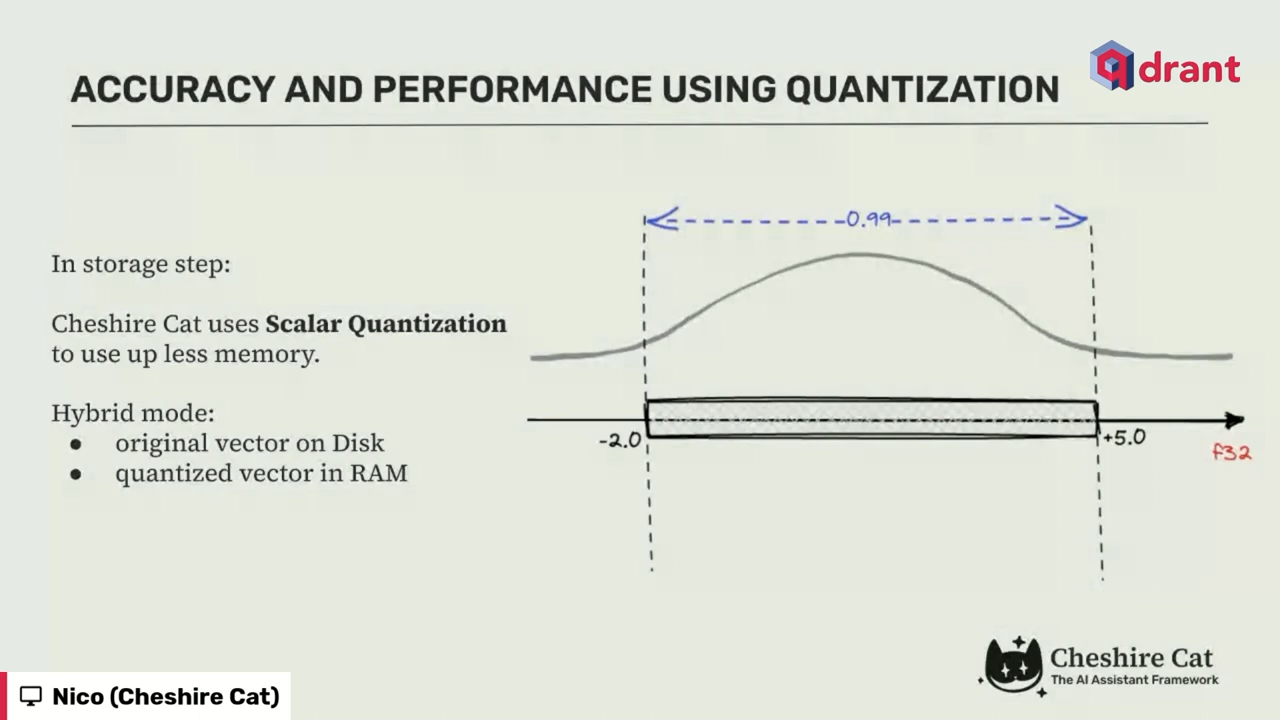 ACCURACY AND PERFORMANCE USING QUANTIZATION
qdrant
In storage step:
Cheshire Cat uses Scalar Quantization
to use up less memory.
Hybrid mode:
● original vector on Disk
● quantized vector in RAM
0.99
-2.0
+5.0
f32
Cheshire Cat
The AI Assistant Framework
Nico (Cheshire Cat)